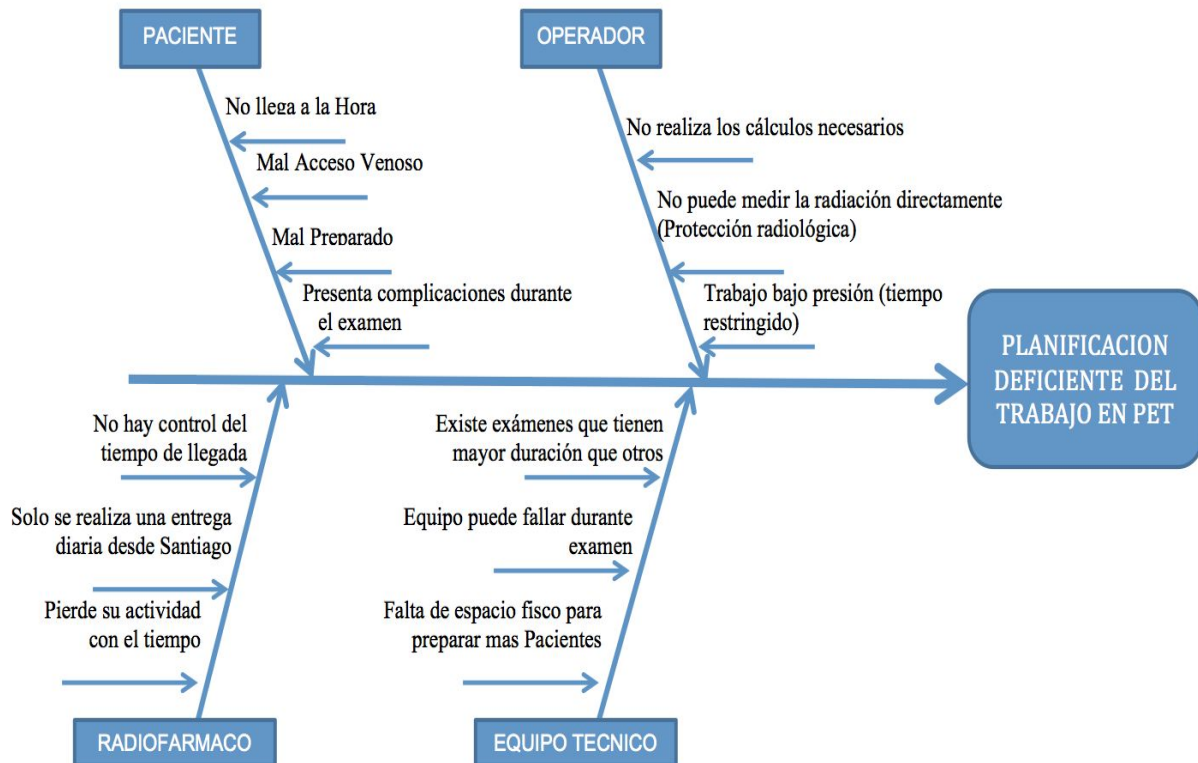 PACIENTE
No llega a la Hora
Mal Acceso Venoso
Mal Preparado
Presenta complicaciones durante
el examen
OPERADOR
No realiza los cálculos necesarios
No puede medir la radiación directamente
(Protección radiológica)
Trabajo bajo presión (tiempo
restringido)
PLANIFICACION
DEFICIENTE DEL
TRABAJO EN PET
No hay control del
tiempo de llegada
Solo se realiza una entrega
diaria desde Santiago
Pierde su actividad
con el tiempo
RADIOFARMACO
Existe exámenes que tienen
mayor duración que otros
Equipo puede fallar durante
examen
Falta de espacio fisco para
preparar mas Pacientes
EQUIPO TECNICO